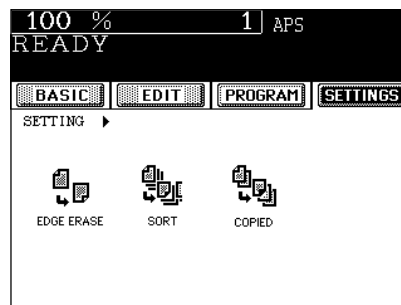 100 % 1 APS
READY
BASIC EDIT PROGRAM SETTINGS
SETTING
EDGE ERASE SORT COPIED